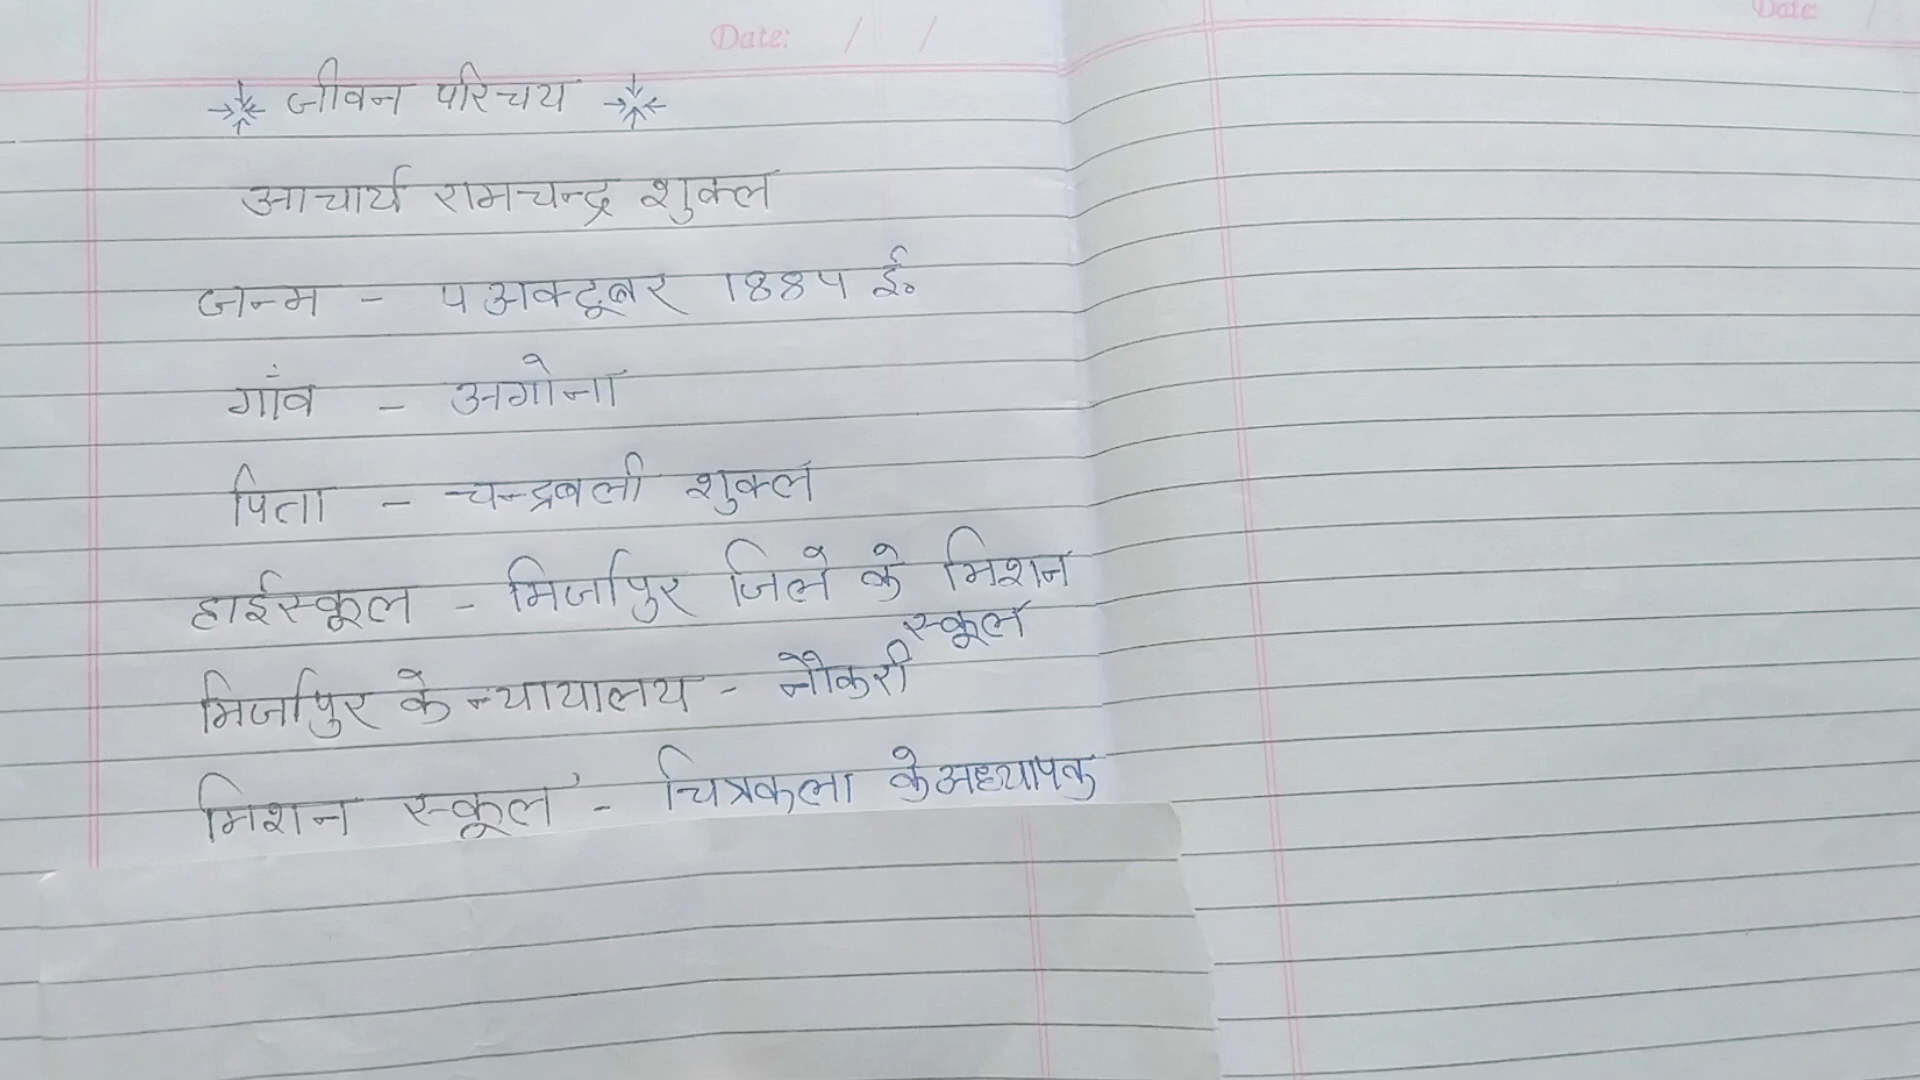 Date: / /
Date: /
जीवन परिचय
आचार्य रामचन्द्र शुक्ल
जन्म - 4 अक्टूबर 1884 ई०
गांव - अगोना
पिता - चन्द्रबली शुक्ल
हाईस्कूल - मिर्जापुर जिले के मिशन
स्कूल
मिर्जापुर के न्यायालय - नौकरी
मिशन स्कूल - चित्रकला के अध्यापक